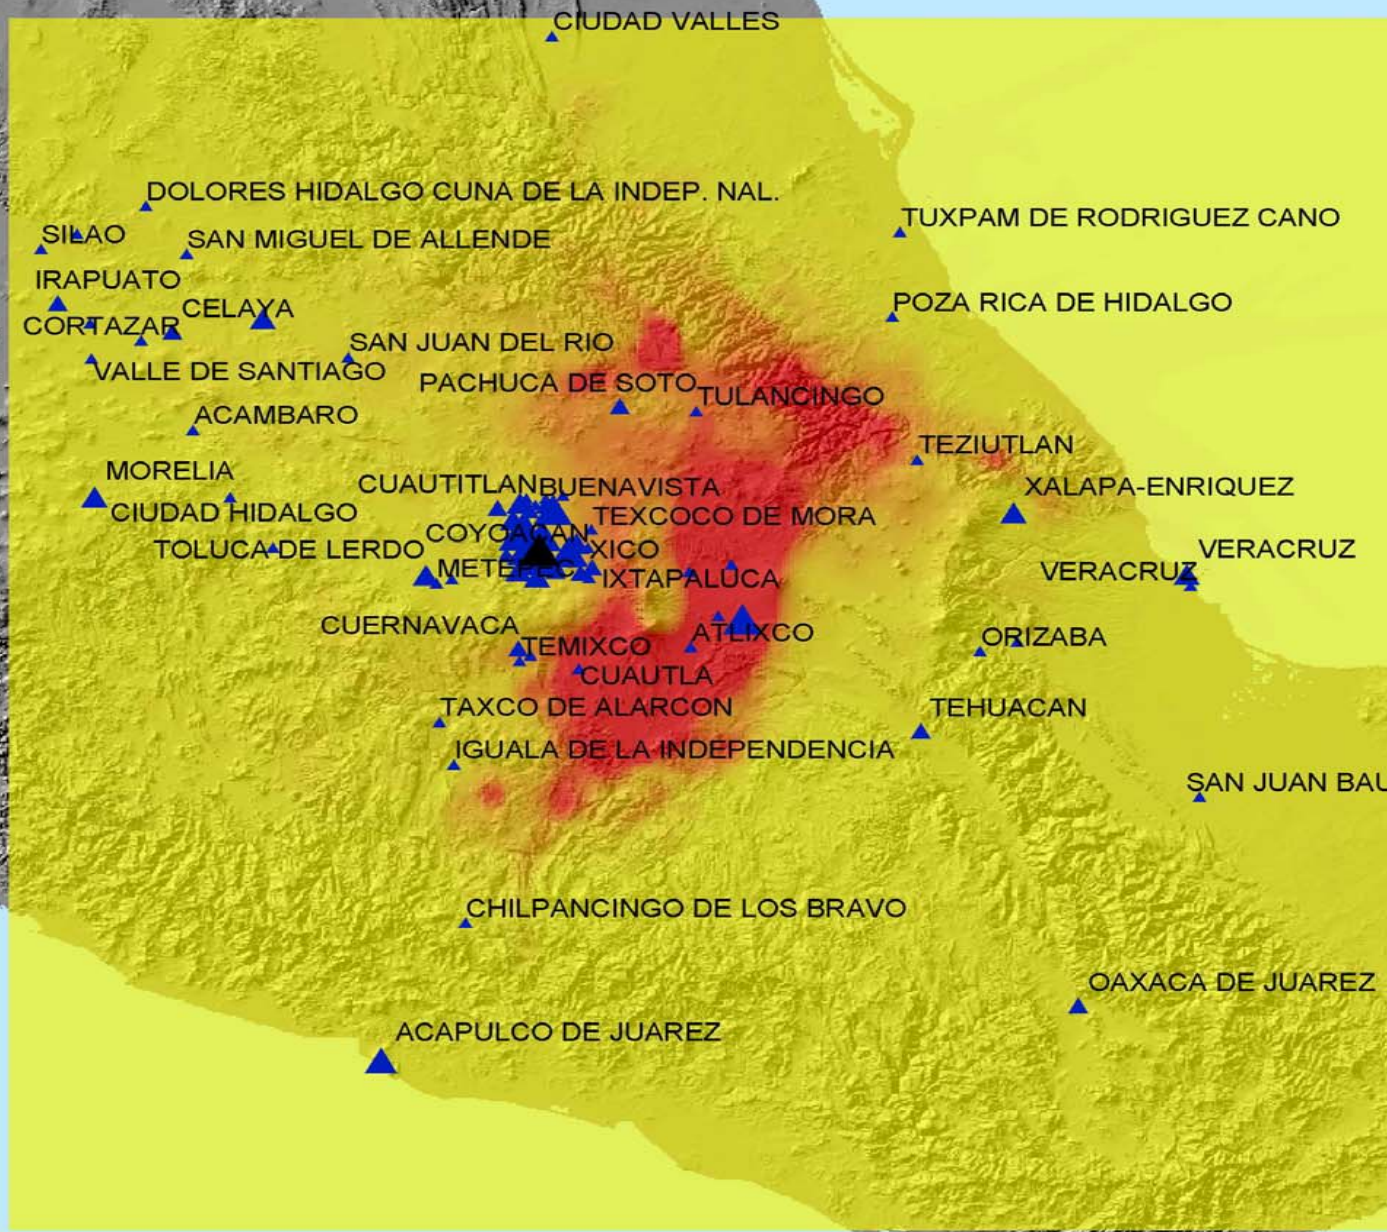 CIUDAD VALLES
DOLORES HIDALGO CUNA DE LA INDEP. NAL.
TUXPAM DE RODRIGUEZ CANO
SILAO
SAN MIGUEL DE ALLENDE
IRAPUATO
CELAYA
POZA RICA DE HIDALGO
CORTAZAR
SAN JUAN DEL RIO
VALLE DE SANTIAGO
PACHUCA DE SOTO
TULANCINGO
ACAMBARO
TEZIUTLAN
MORELIA
CUAUTITLAN
BUENAVISTA
XALAPA-ENRIQUEZ
CIUDAD HIDALGO
TEXCOCO DE MORA
COYOACAN
TOLUCA DE LERDO
XICO
VERACRUZ
METEPEC
IXTAPALUCA
VERACRUZ
CUERNAVACA
ATLIXCO
ORIZABA
TEMIXCO
CUAUTLA
TAXCO DE ALARCON
TEHUACAN
IGUALA DE LA INDEPENDENCIA
SAN JUAN BAU
CHILPANCINGO DE LOS BRAVO
OAXACA DE JUAREZ
ACAPULCO DE JUAREZ